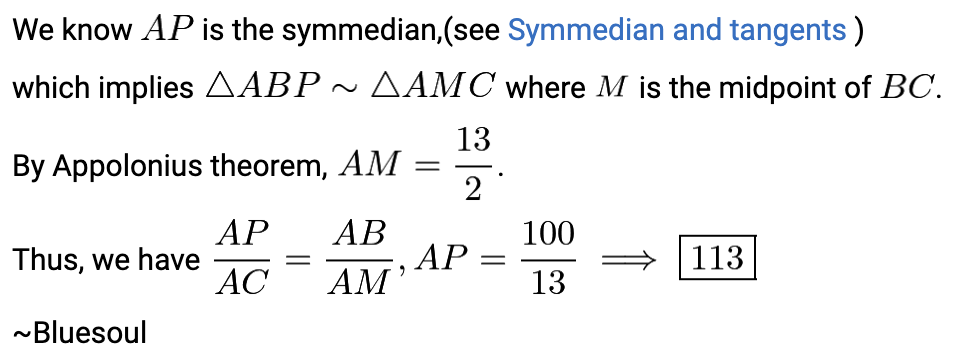 We know AP is the symmedian,(see Symmedian and tangents )
which implies △ABP ∼ △AMC where M is the midpoint of BC.
By Appolonius theorem, AM = 13/2.
Thus, we have AP/AC = AB/AM, AP = 100/13 ⟹ 113
~Bluesoul